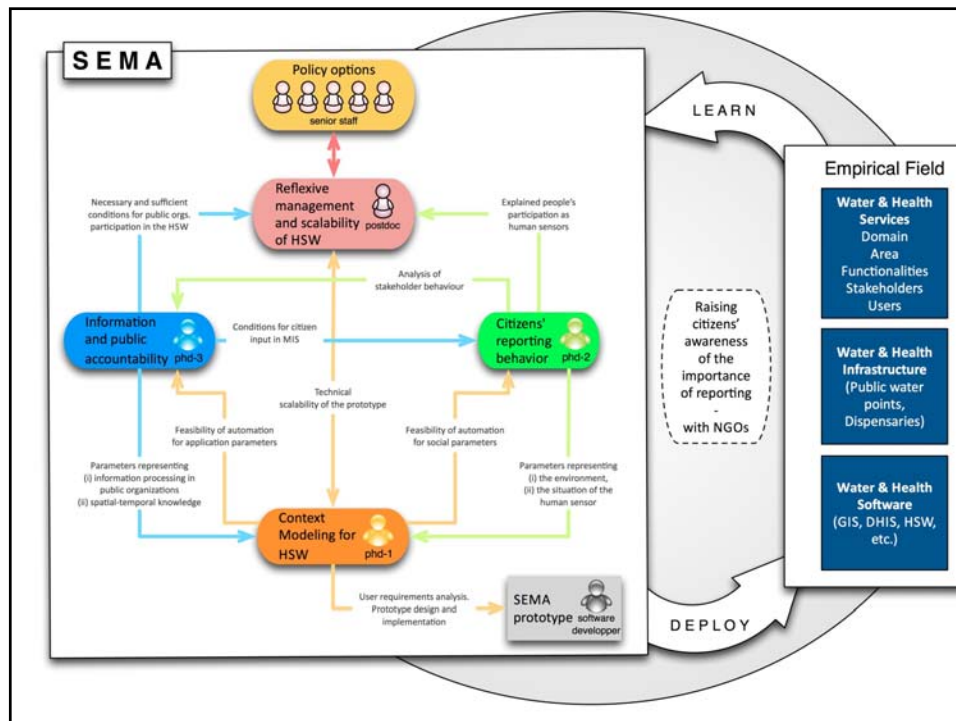 SEMA
Policy options
senior staff
LEARN
Necessary and sufficient
conditions for public orgs.
participation in the HSW
Reflexive
management
and scalability
of HSW
postdoc
Explained people's
participation as
human sensors
Analysis of
stakeholder behaviour
Information
and public
accountability
phd-3
Conditions for citizen
input in MIS
Citizens'
reporting
behavior
phd-2
Technical
scalability of the prototype
Feasibility of automation
for application parameters
Feasibility of automation
for social parameters
Parameters representing
(i) information processing in
public organizations
(ii) spatial-temporal knowledge
Parameters representing
(i) the environment,
(ii) the situation of the
human sensor
Context
Modeling for
HSW
phd-1
User requirements analysis.
Prototype design and
implementation
SEMA
prototype
software
developper
DEPLOY
Raising
citizens'
awareness
of the
importance
of reporting
-
with NGOs
Empirical Field
Water & Health
Services
Domain
Area
Functionalities
Stakeholders
Users
Water & Health
Infrastructure
(Public water
points,
Dispensaries)
Water & Health
Software
(GIS, DHIS, HSW,
etc.)